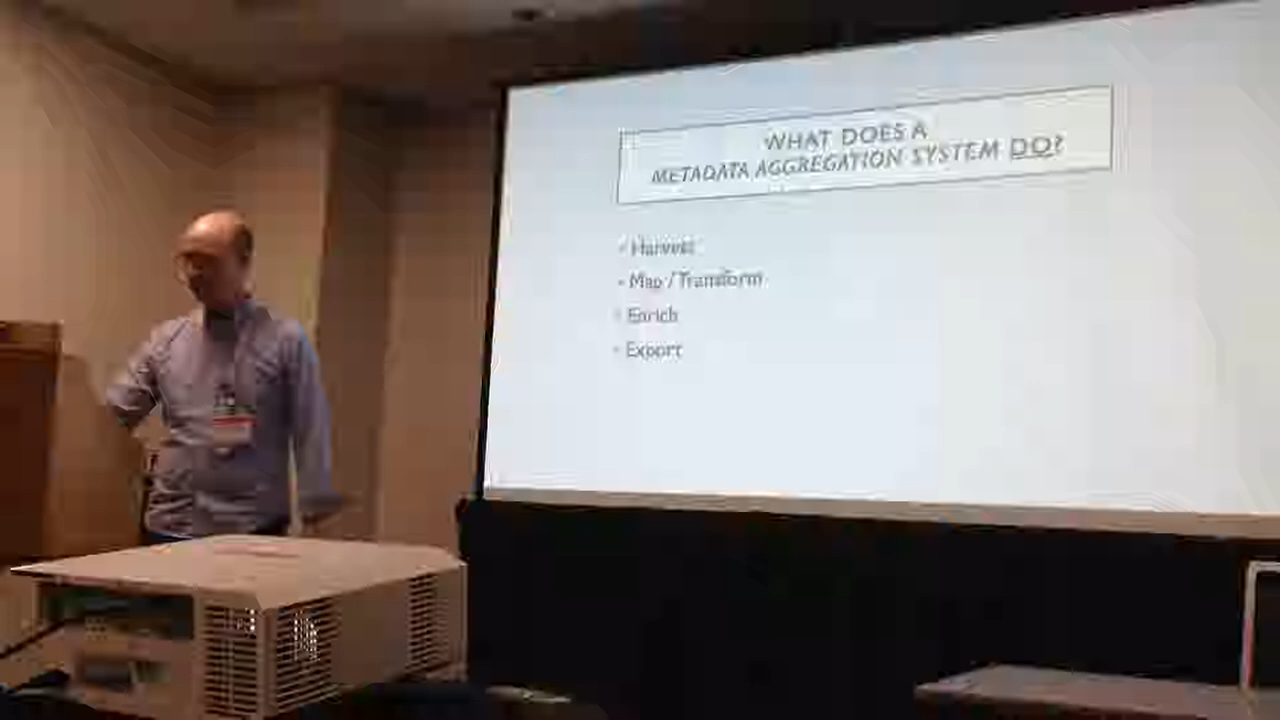 WHAT DOES A
METADATA AGGREGATION SYSTEM DO?
• Harvest
• Map / Transform
• Enrich
• Export